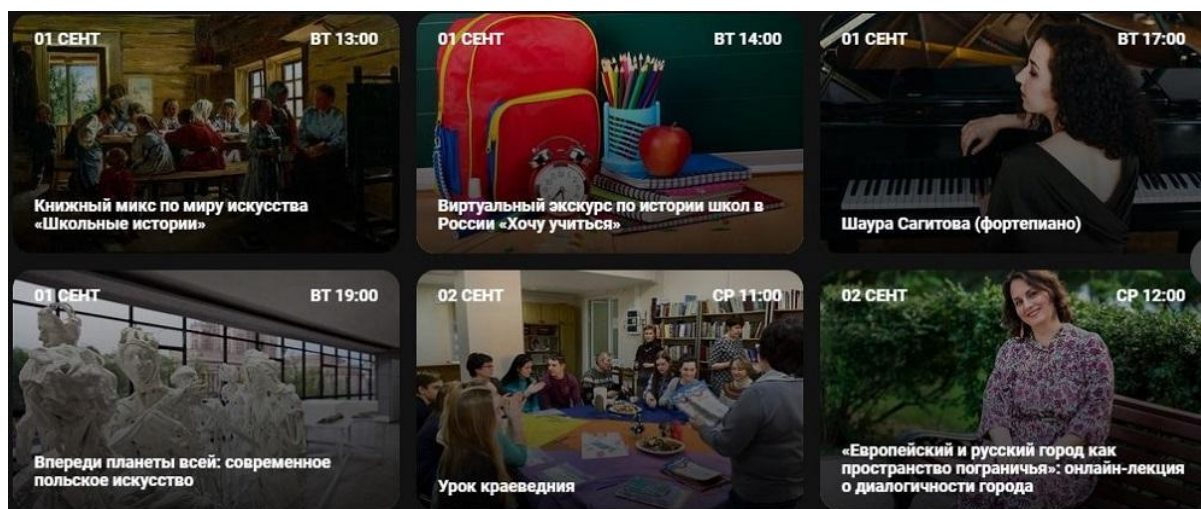 01 СЕНТ ВТ 13:00
Книжный микс по миру искусства
«Школьные истории»
01 СЕНТ ВТ 14:00
Виртуальный экскурс по истории школ в
России «Хочу учиться»
01 СЕНТ ВТ 17:00
Шаура Сагитова (фортепиано)
01 СЕНТ ВТ 19:00
Впереди планеты всей: современное
польское искусство
02 СЕНТ СР 11:00
Урок краеведния
02 СЕНТ СР 12:00
«Европейский и русский город как
пространство пограничья»: онлайн-лекция
о диалогичности города